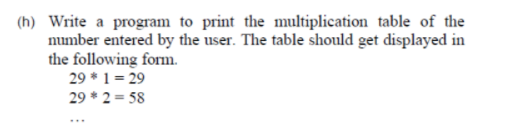 (h) Write a program to print the multiplication table of the
number entered by the user. The table should get displayed in
the following form.
29 * 1 = 29
29 * 2 = 58
...